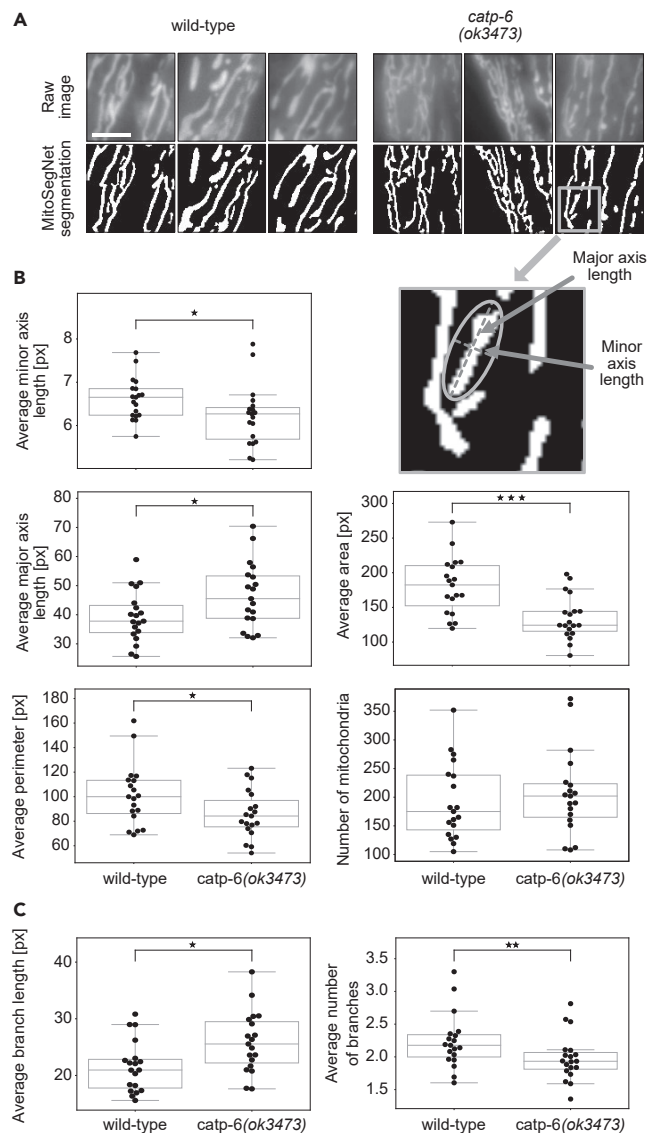 A
wild-type
catp-6
(ok3473)
Raw
image
MitoSegNet
segmentation
Major axis
length
Minor
axis
length
B
Average minor axis
length [px]
8
7
6
★
Average major axis
length [px]
80
70
60
50
40
30
★
Average area [px]
300
250
200
150
100
★★★
Average perimeter [px]
180
160
140
120
100
80
60
★
wild-type
catp-6(ok3473)
Number of mitochondria
350
300
250
200
150
100
wild-type
catp-6(ok3473)
C
Average branch length [px]
40
30
20
★
wild-type
catp-6(ok3473)
Average number
of branches
3.5
3.0
2.5
2.0
1.5
★★
wild-type
catp-6(ok3473)